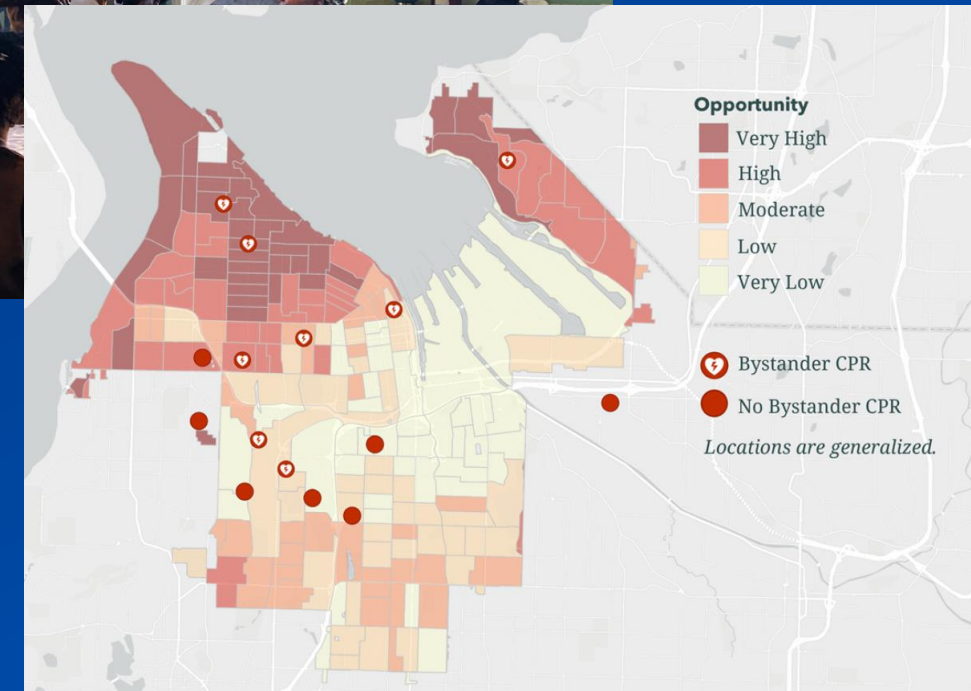 Opportunity
Very High
High
Moderate
Low
Very Low
Bystander CPR
No Bystander CPR
Locations are generalized.